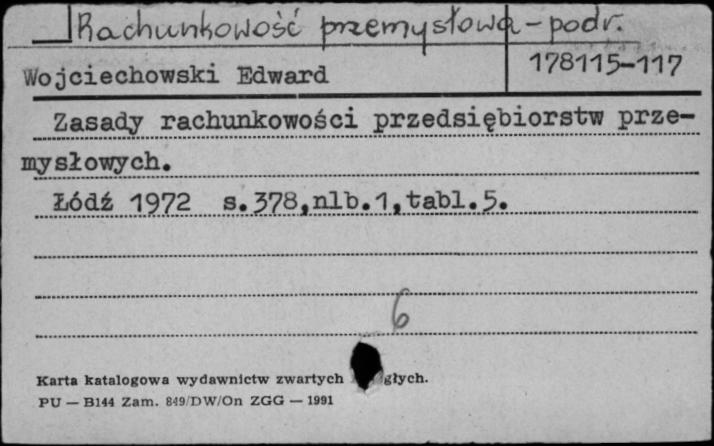 Rachunkowość przemysłowa - podr.
Wojciechowski Edward 178115-117
Zasady rachunkowości przedsiębiorstw prze-
mysłowych.
Łódź 1972 s.378,nlb.1,tabl.5.
6
Karta katalogowa wydawnictw zwartych głych.
PU — B144 Zam. 849/DW/On ZGG — 1991